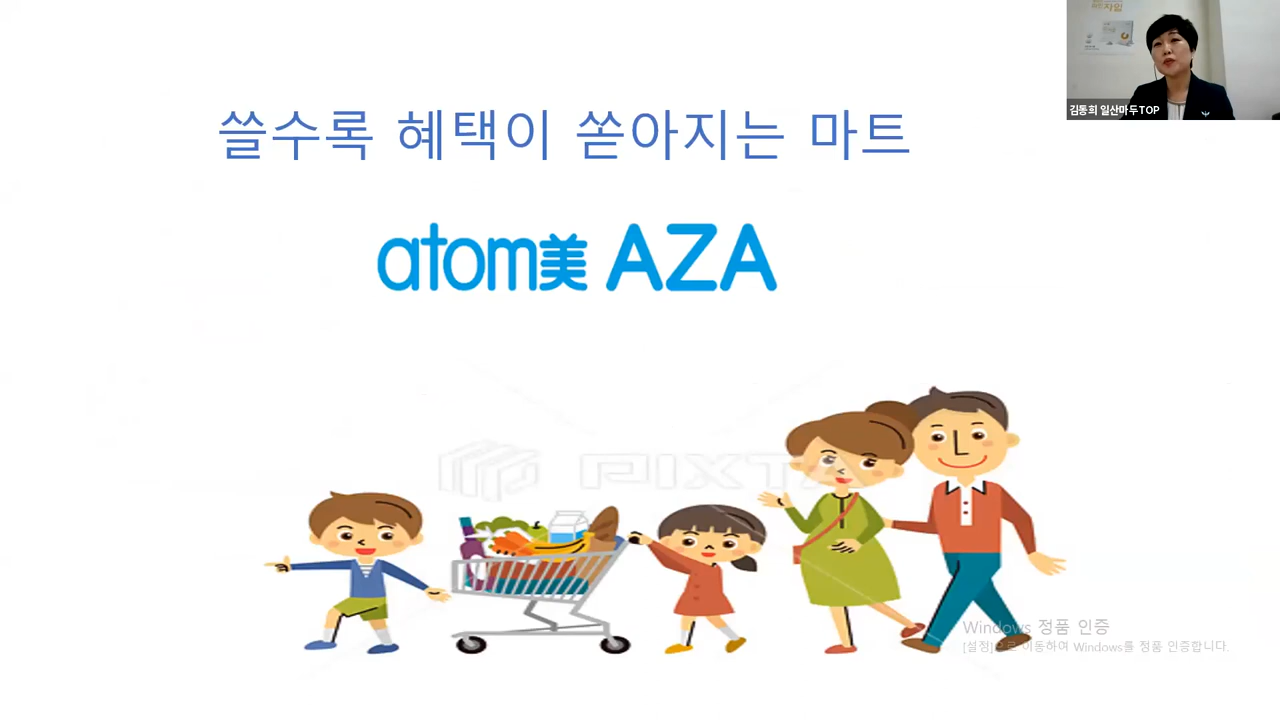 쓸수록 혜택이 쏟아지는 마트
atom美 AZA
김동희 일산마두TOP
PIXTA
Windows 정품 인증
[설정]으로 이동하여 Windows를 정품 인증합니다.